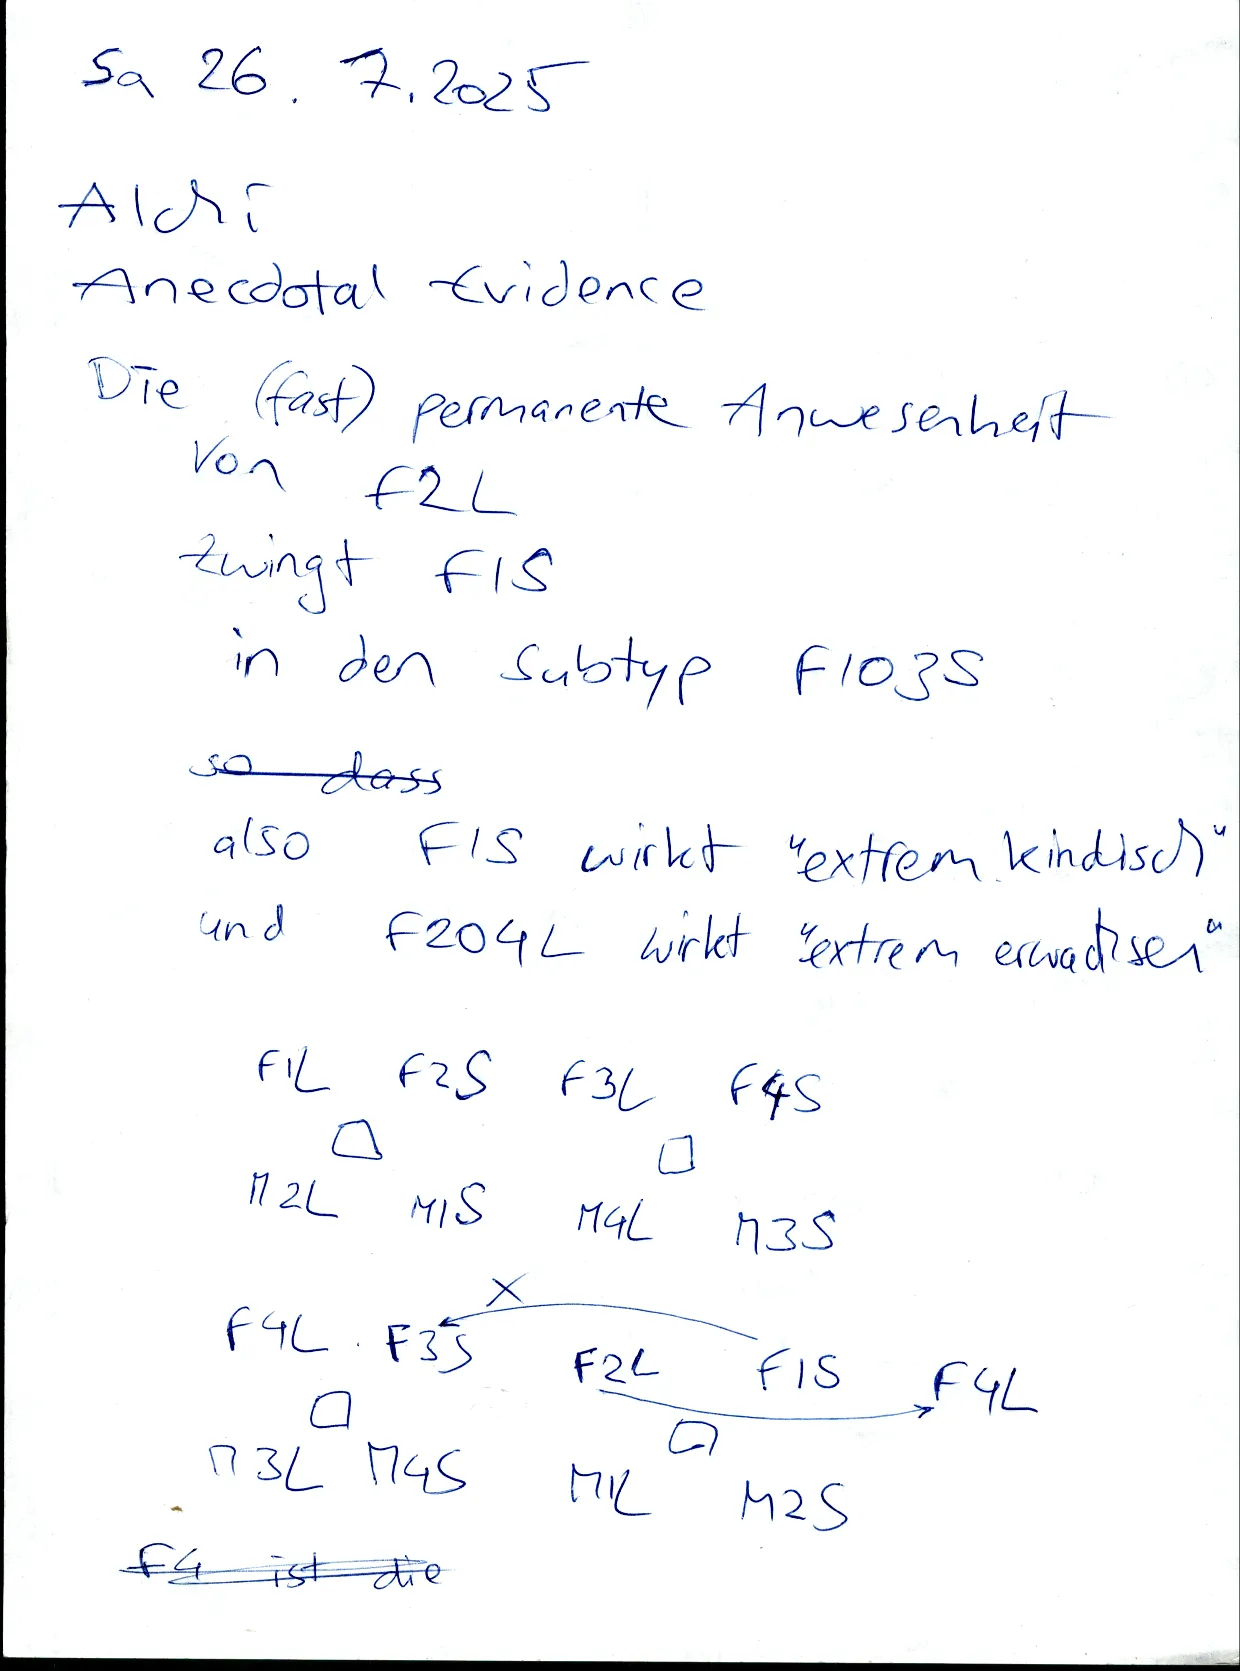 Sa 26. 7. 2025
Alchi
Anecdotal Evidence
Die (fast) permanente Anwesenheit
von F2L
zwingt F1S
in den Subtyp F103S
so dass
also F1S wirkt "extrem kindisch"
und F204L wirkt "extrem erwachsen"
F1L F2S F3L F4S
M2L M1S M4L M3S
X
F4L F3S F2L F1S F4L
M3L M4S M1L M2S
F4 ist die